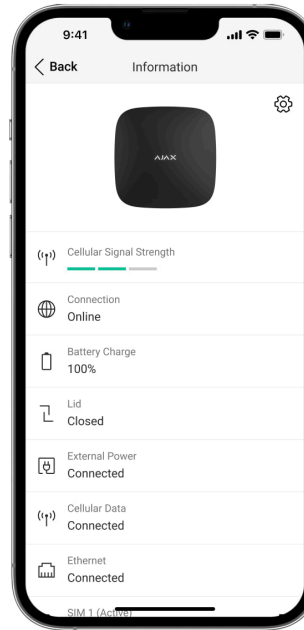 9:41
Back
Information
AJAX
Cellular Signal Strength
Connection
Online
Battery Charge
100%
Lid
Closed
External Power
Connected
Cellular Data
Connected
Ethernet
Connected
SIM 1 (Active)